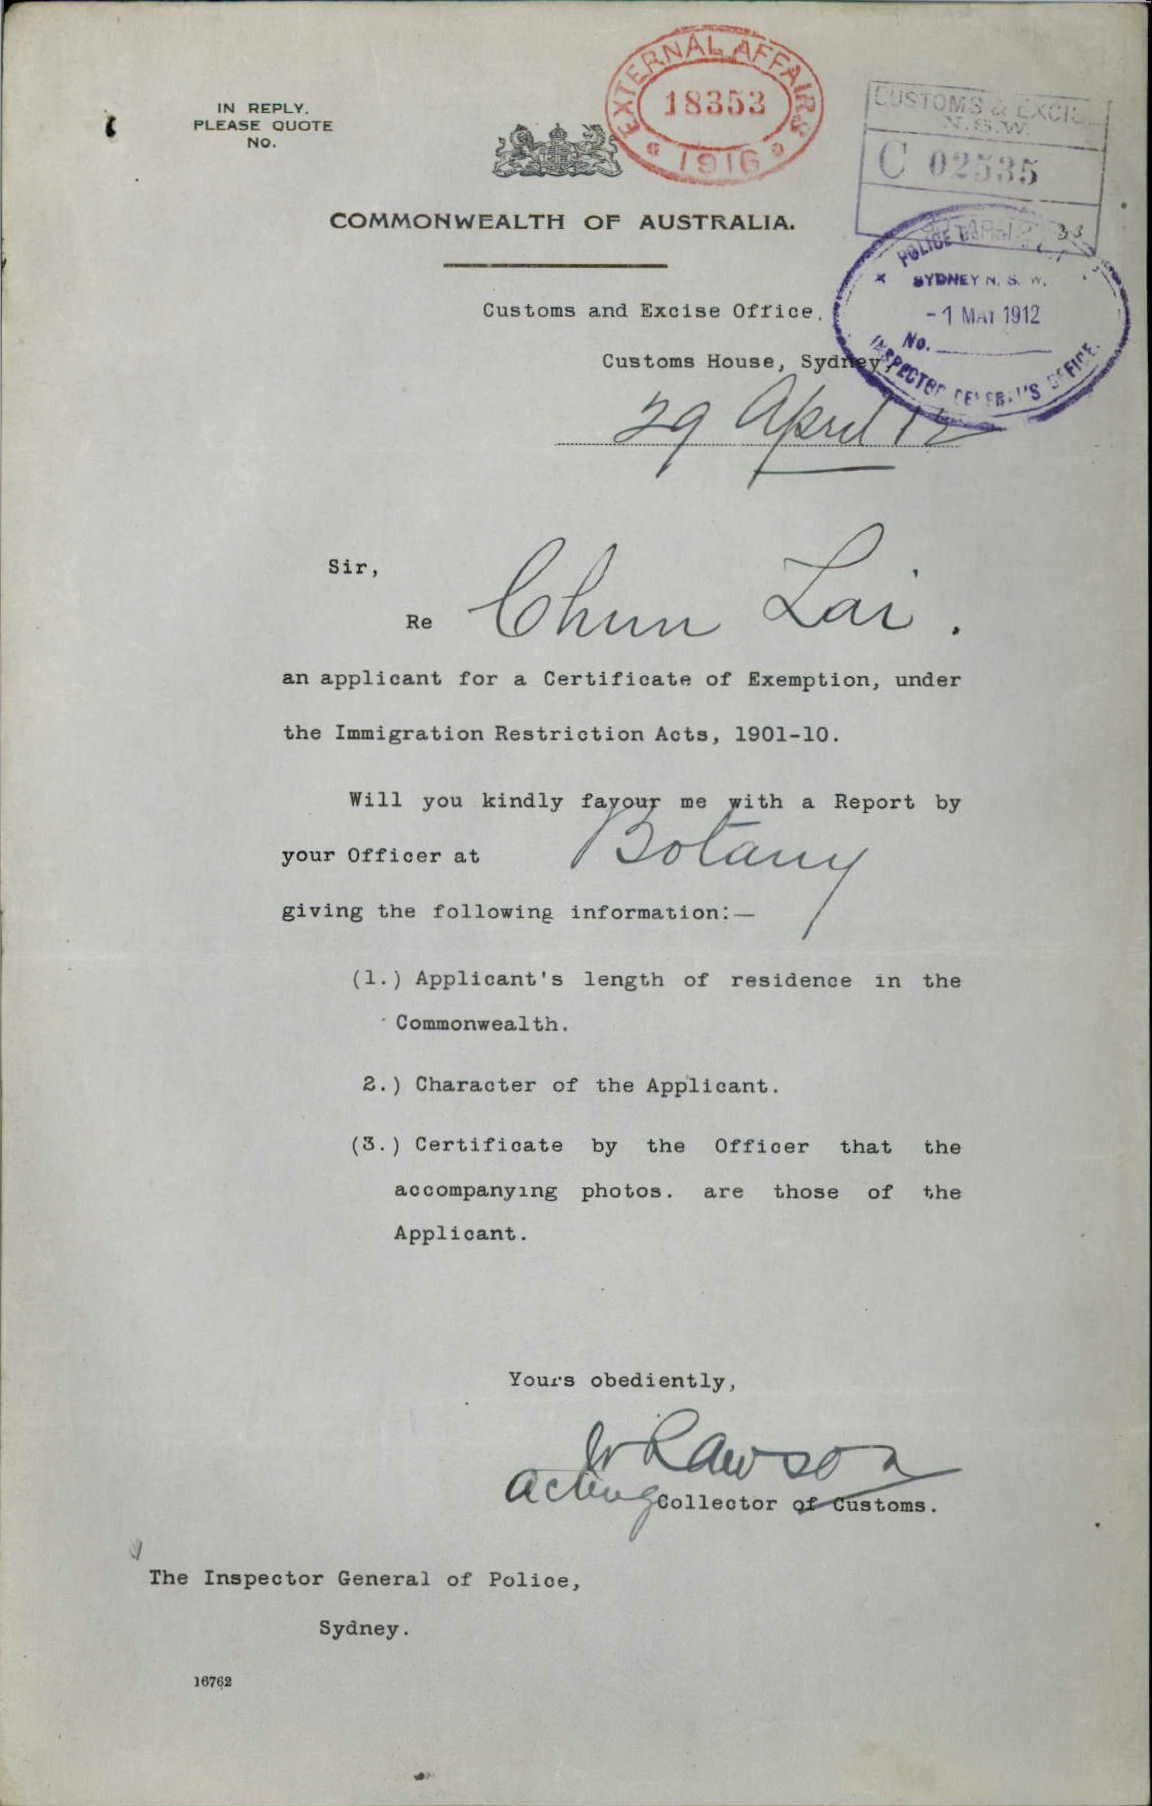 IN REPLY.
PLEASE QUOTE
NO.
EXTERNAL AFFAIRS
18353
1916
CUSTOMS & EXCISE
N.S.W.
C 02535
COMMONWEALTH OF AUSTRALIA.
POLICE
SYDNEY N. S. W.
-1 MAY 1912
No.
INSPECTOR GENERAL'S OFFICE.
Customs and Excise Office,
Customs House, Sydney,
29 April 12
Sir,
Re Chun Lai.
an applicant for a Certificate of Exemption, under
the Immigration Restriction Acts, 1901-10.
Will you kindly favour me with a Report by
your Officer at Botany
giving the following information:—
(1.) Applicant's length of residence in the
Commonwealth.
2.) Character of the Applicant.
(3.) Certificate by the Officer that the
accompanying photos. are those of the
Applicant.
Yours obediently,
W Rawson
Acting Collector of Customs.
The Inspector General of Police,
Sydney.
16762